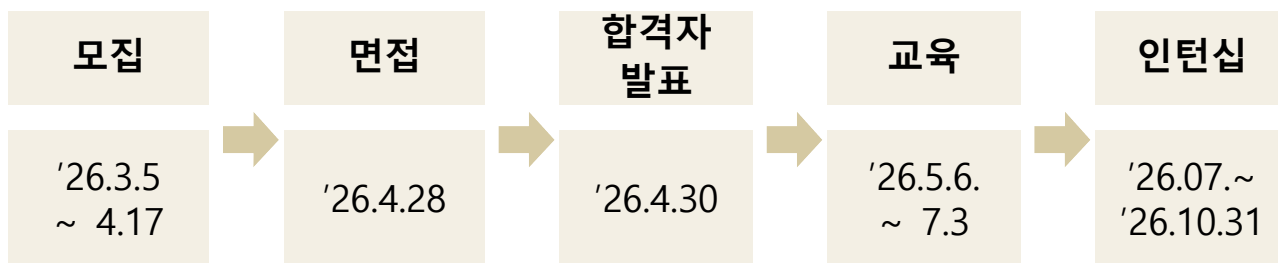 모집
면접
합격자
발표
교육
인턴십
′26.3.5
~ 4.17
′26.4.28
′26.4.30
′26.5.6.
~ 7.3
′26.07.~
′26.10.31